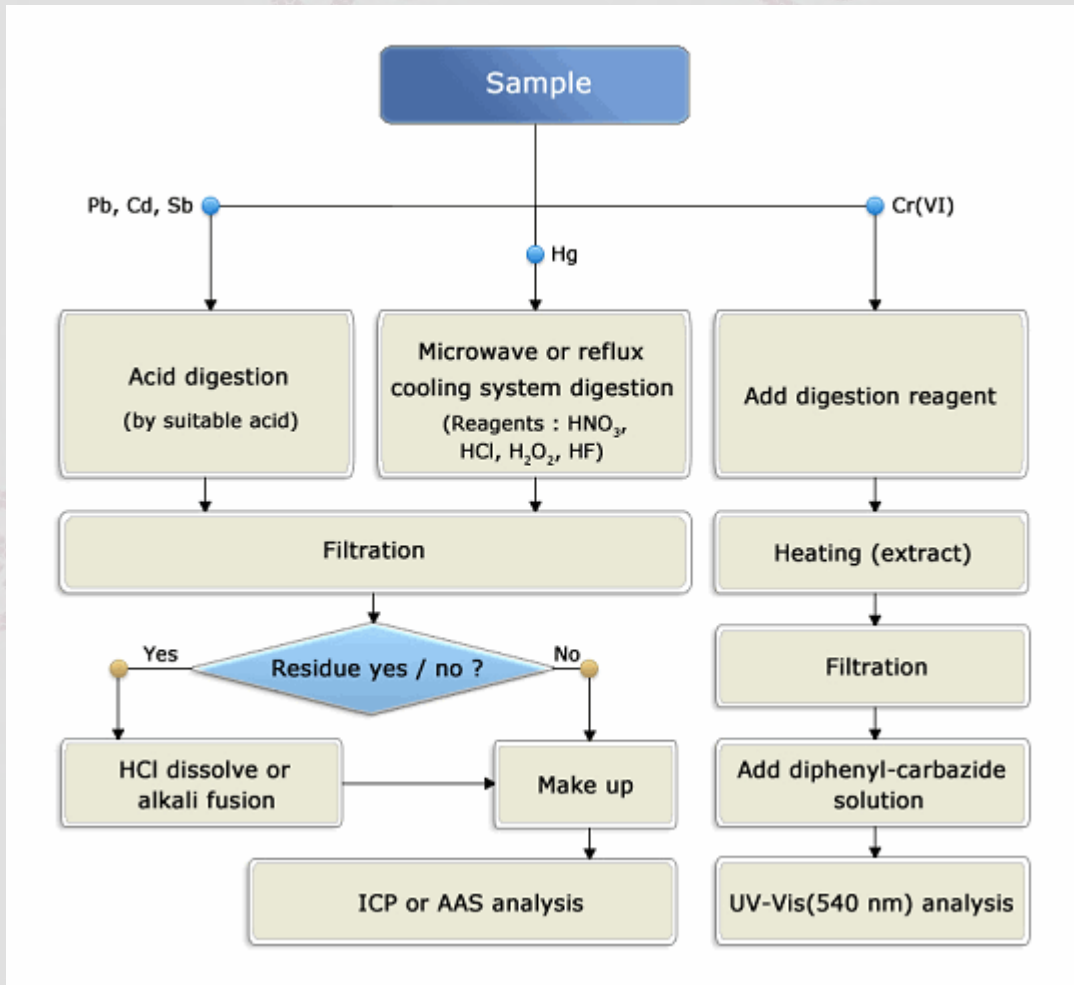 Sample
Pb, Cd, Sb
Hg
Cr(VI)
Acid digestion
(by suitable acid)
Microwave or reflux
cooling system digestion
(Reagents : HNO₃,
HCl, H₂O₂, HF)
Add digestion reagent
Filtration
Heating (extract)
Yes
Residue yes / no ?
No
Filtration
HCl dissolve or
alkali fusion
Make up
Add diphenyl-carbazide
solution
ICP or AAS analysis
UV-Vis(540 nm) analysis